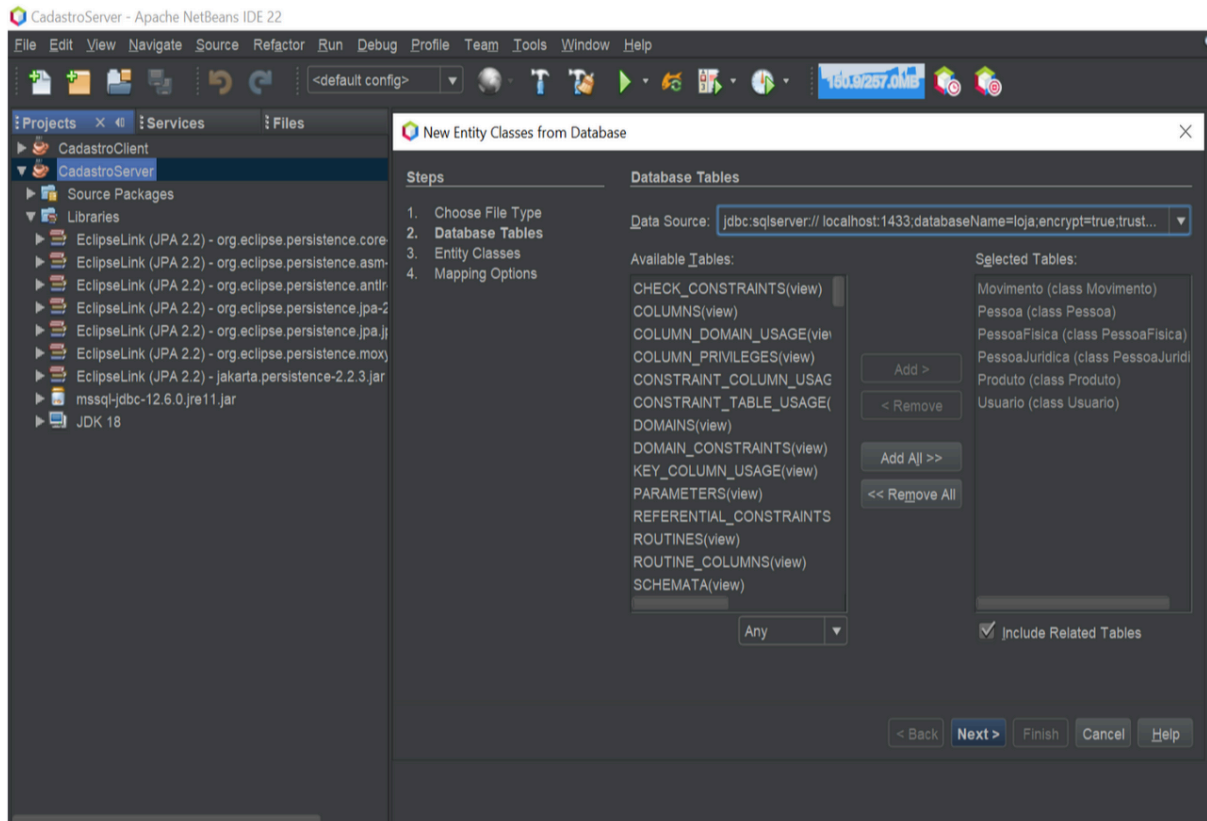 CadastroServer - Apache NetBeans IDE 22
File Edit View Navigate Source Refactor Run Debug Profile Team Tools Window Help
<default config>
150.9/257.0MB
Projects Services Files
CadastroClient
CadastroServer
Source Packages
Libraries
EclipseLink (JPA 2.2) - org.eclipse.persistence.core-
EclipseLink (JPA 2.2) - org.eclipse.persistence.asm-
EclipseLink (JPA 2.2) - org.eclipse.persistence.antlr-
EclipseLink (JPA 2.2) - org.eclipse.persistence.jpa-2
EclipseLink (JPA 2.2) - org.eclipse.persistence.jpa.jp
EclipseLink (JPA 2.2) - org.eclipse.persistence.moxy
EclipseLink (JPA 2.2) - jakarta.persistence-2.2.3.jar
mssql-jdbc-12.6.0.jre11.jar
JDK 18
New Entity Classes from Database
Steps
1. Choose File Type
2. Database Tables
3. Entity Classes
4. Mapping Options
Database Tables
Data Source: jdbc:sqlserver:// localhost:1433;databaseName=loja;encrypt=true;trust...
Available Tables:
CHECK_CONSTRAINTS(view)
COLUMNS(view)
COLUMN_DOMAIN_USAGE(view
COLUMN_PRIVILEGES(view)
CONSTRAINT_COLUMN_USAG
CONSTRAINT_TABLE_USAGE(
DOMAINS(view)
DOMAIN_CONSTRAINTS(view)
KEY_COLUMN_USAGE(view)
PARAMETERS(view)
REFERENTIAL_CONSTRAINTS
ROUTINES(view)
ROUTINE_COLUMNS(view)
SCHEMATA(view)
Any
Add >
< Remove
Add All >>
<< Remove All
Selected Tables:
Movimento (class Movimento)
Pessoa (class Pessoa)
PessoaFisica (class PessoaFisica)
PessoaJuridica (class PessoaJuridi
Produto (class Produto)
Usuario (class Usuario)
Include Related Tables
< Back Next > Finish Cancel Help